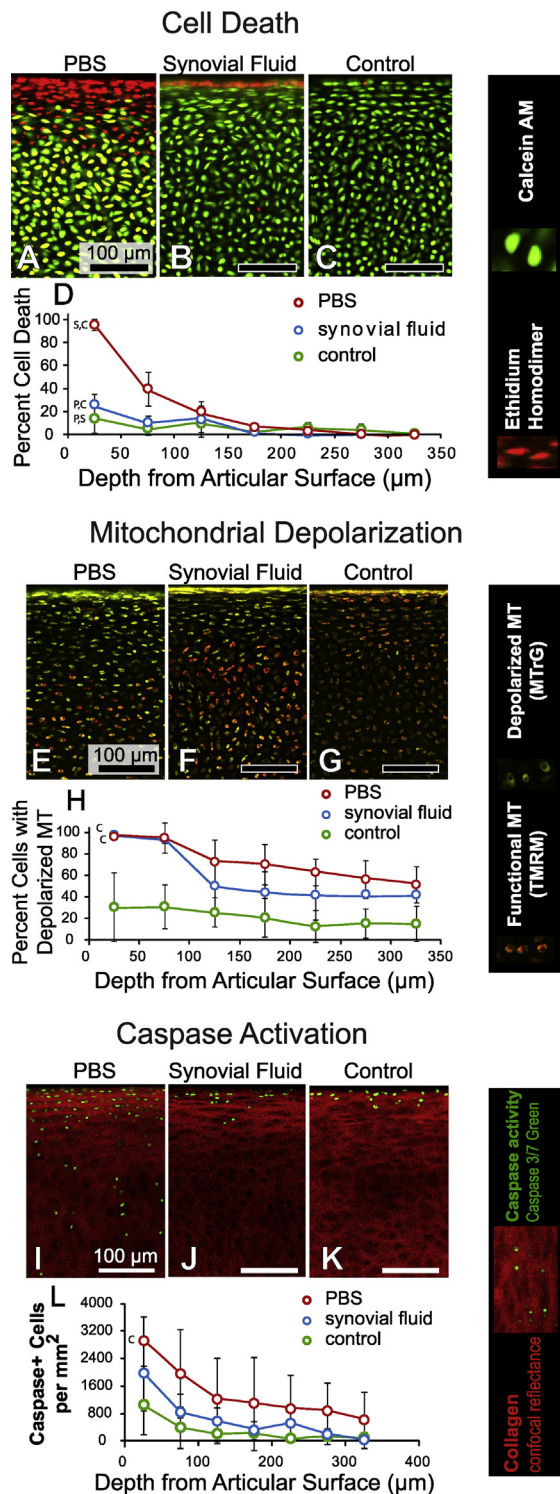 Cell Death
PBS
Synovial Fluid
Control
A
100 µm
B
C
Calcein AM
Ethidium
Homodimer
D
PBS
synovial fluid
control
Percent Cell Death
100
80
60
40
20
0
S,C
P,C
P,S
0 50 100 150 200 250 300 350
Depth from Articular Surface (µm)
Mitochondrial Depolarization
PBS
Synovial Fluid
Control
E
100 µm
F
G
Depolarized MT
(MTrG)
Functional MT
(TMRM)
H
PBS
synovial fluid
control
Percent Cells with
Depolarized MT
100
80
60
40
20
0
C
C
0 50 100 150 200 250 300 350
Depth from Articular Surface (µm)
Caspase Activation
PBS
Synovial Fluid
Control
I
100 µm
J
K
Caspase activity
Caspase 3/7 Green
Collagen
confocal reflectance
L
PBS
synovial fluid
control
Caspase+ Cells
per mm2
4000
3200
2400
1600
800
0
C
0 100 200 300 400
Depth from Articular Surface (µm)